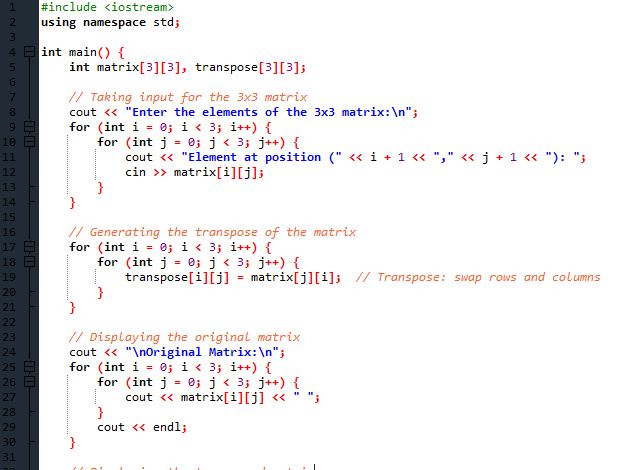 1 #include <iostream>
2 using namespace std;
3
4 int main() {
5 int matrix[3][3], transpose[3][3];
6
7 // Taking input for the 3x3 matrix
8 cout << "Enter the elements of the 3x3 matrix:\n";
9 for (int i = 0; i < 3; i++) {
10 for (int j = 0; j < 3; j++) {
11 cout << "Element at position (" << i + 1 << "," << j + 1 << "): ";
12 cin >> matrix[i][j];
13 }
14 }
15
16 // Generating the transpose of the matrix
17 for (int i = 0; i < 3; i++) {
18 for (int j = 0; j < 3; j++) {
19 transpose[i][j] = matrix[j][i]; // Transpose: swap rows and columns
20 }
21 }
22
23 // Displaying the original matrix
24 cout << "\nOriginal Matrix:\n";
25 for (int i = 0; i < 3; i++) {
26 for (int j = 0; j < 3; j++) {
27 cout << matrix[i][j] << " ";
28 }
29 cout << endl;
30 }
31